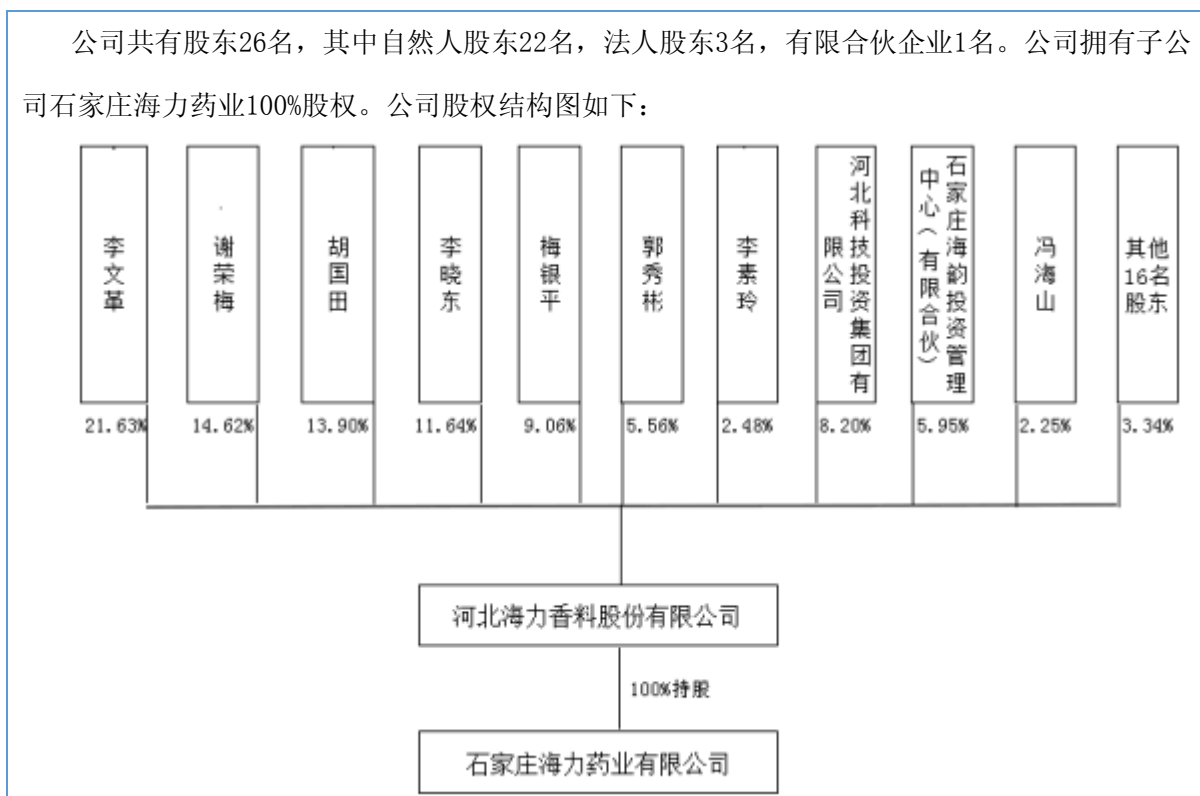 公司共有股东26名，其中自然人股东22名，法人股东3名，有限合伙企业1名。公司拥有子公
司石家庄海力药业100%股权。公司股权结构图如下：
李文革
谢荣梅
胡国田
李晓东
梅银平
郭秀彬
李素玲
河北科技投资集团有
限公司
石家庄海韵投资管理
中心（有限合伙）
冯海山
其他
16名
股东
21.63%
14.62%
13.90%
11.64%
9.06%
5.56%
2.48%
8.20%
5.95%
2.25%
3.34%
河北海力香料股份有限公司
100%持股
石家庄海力药业有限公司